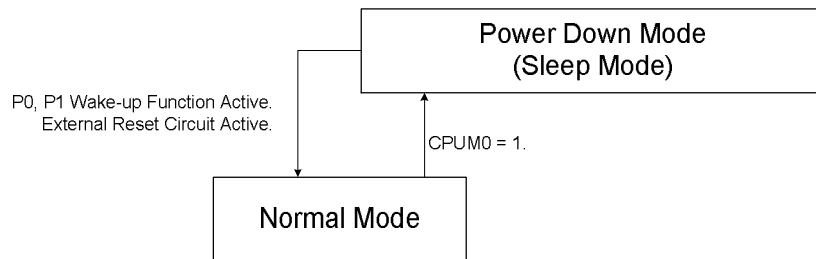 Power Down Mode
(Sleep Mode)
P0, P1 Wake-up Function Active.
External Reset Circuit Active.
CPUM0 = 1.
Normal Mode